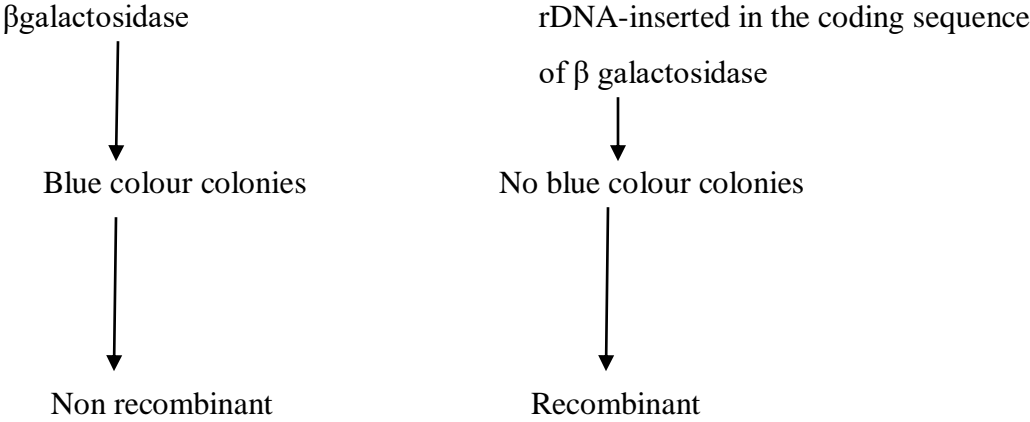 βgalactosidase
rDNA-inserted in the coding sequence
of β galactosidase
Blue colour colonies
No blue colour colonies
Non recombinant
Recombinant